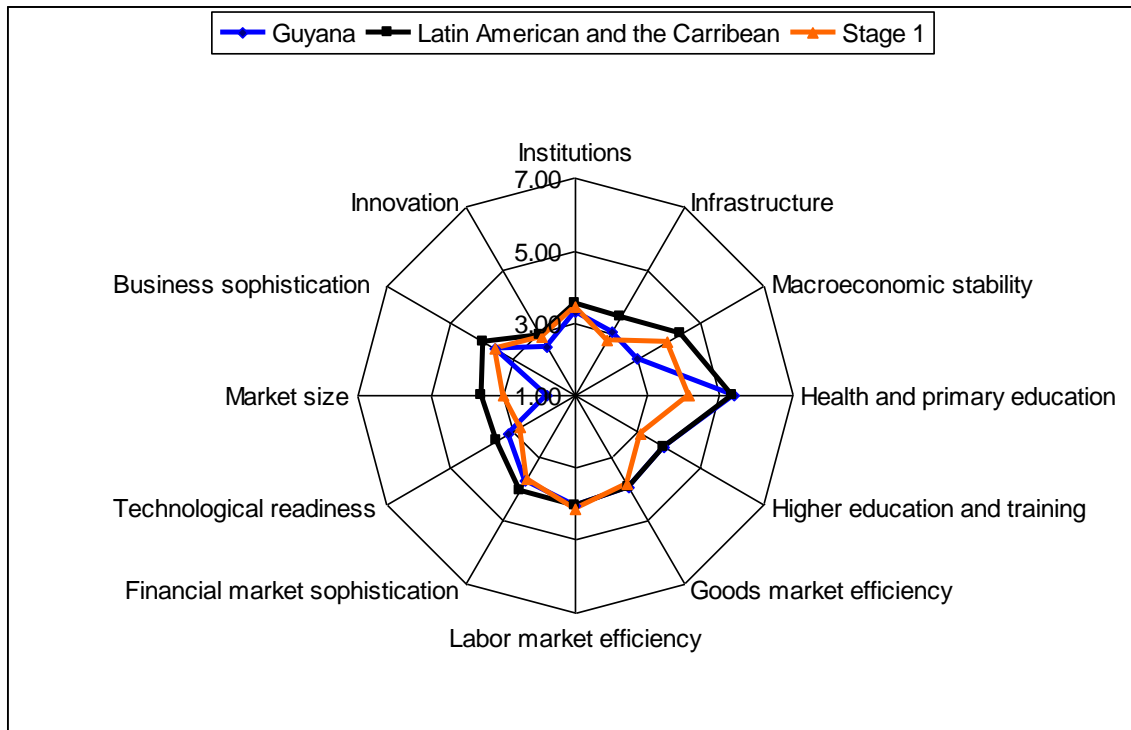 Guyana
Latin American and the Carribean
Stage 1
Institutions
7.00
Infrastructure
Innovation
5.00
Business sophistication
Macroeconomic stability
3.00
Market size
1.00
Health and primary education
Technological readiness
Higher education and training
Financial market sophistication
Goods market efficiency
Labor market efficiency